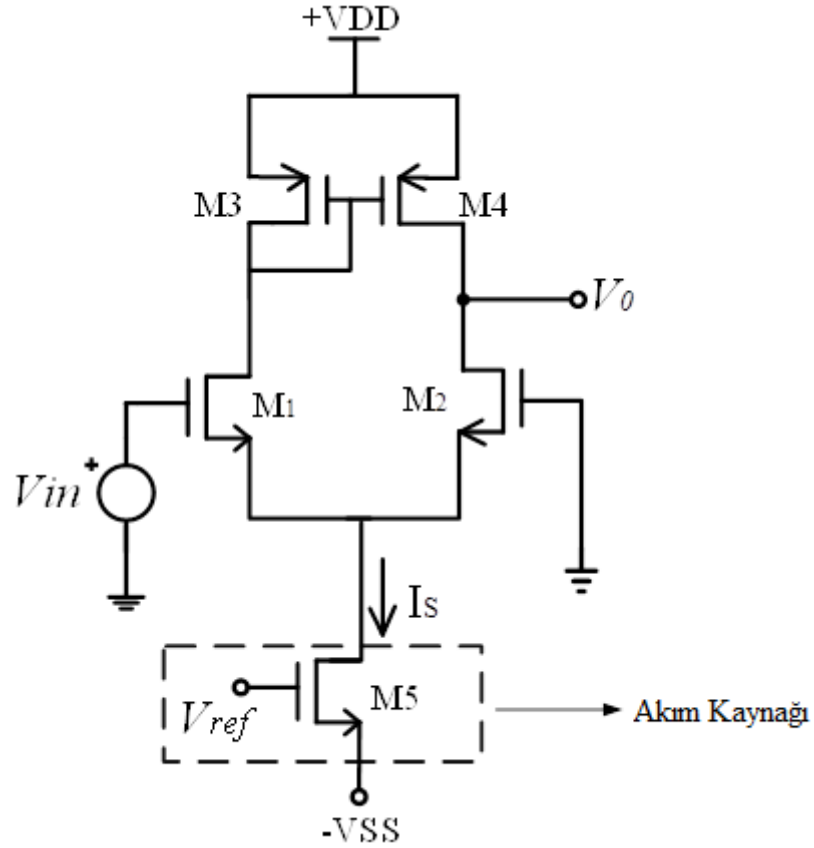 +VDD
M3
M4
V0
M1
M2
Vin
+
Is
Vref
M5
Akım Kaynağı
-VSS